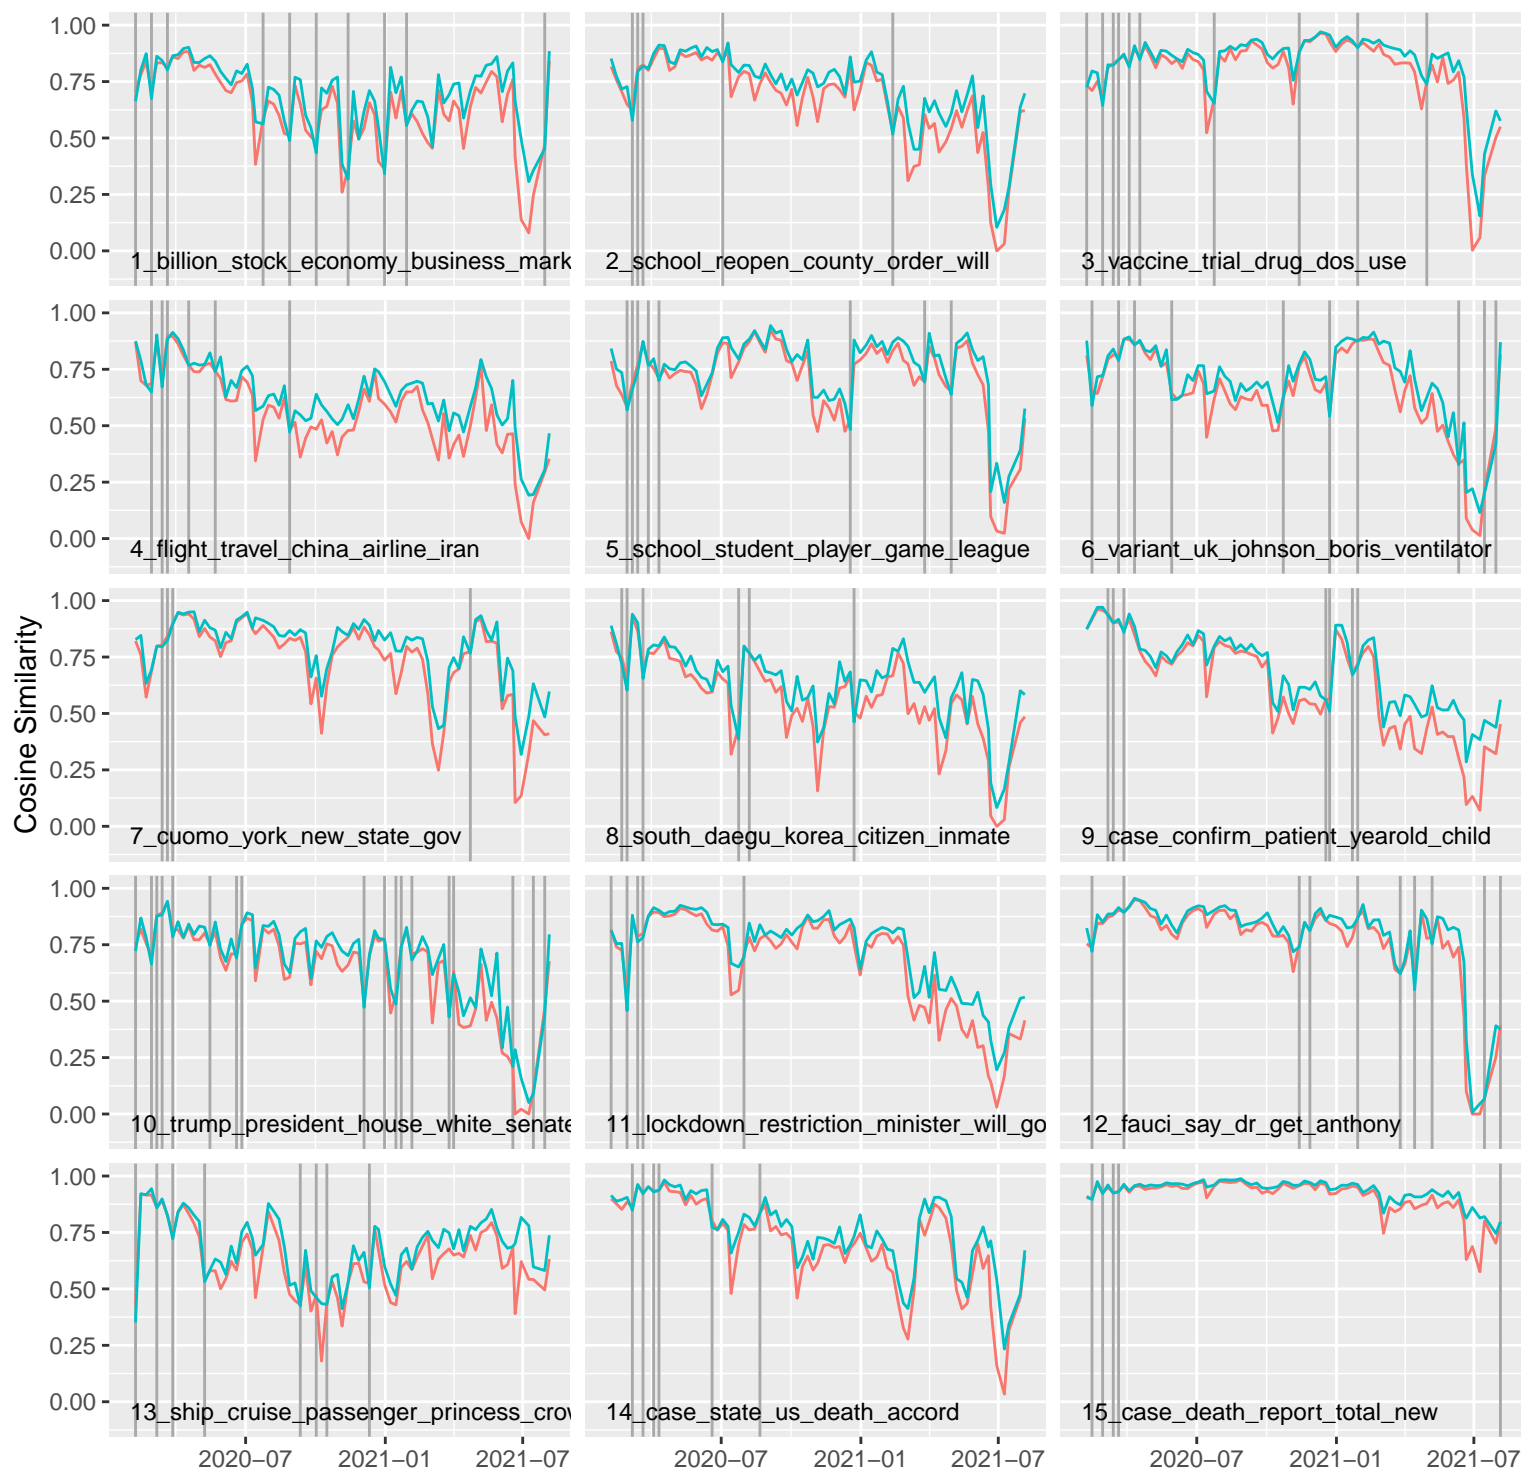 Cosine Similarity
1.00
0.75
0.50
0.25
0.00
1_billion_stock_economy_business_mark
2_school_reopen_county_order_will
3_vaccine_trial_drug_dos_use
1.00
0.75
0.50
0.25
0.00
4_flight_travel_china_airline_iran
5_school_student_player_game_league
6_variant_uk_johnson_boris_ventilator
1.00
0.75
0.50
0.25
0.00
7_cuomo_york_new_state_gov
8_south_daegu_korea_citizen_inmate
9_case_confirm_patient_yearold_child
1.00
0.75
0.50
0.25
0.00
10_trump_president_house_white_senate
11_lockdown_restriction_minister_will_go
12_fauci_say_dr_get_anthony
1.00
0.75
0.50
0.25
0.00
13_ship_cruise_passenger_princess_crow
14_case_state_us_death_accord
15_case_death_report_total_new
2020−07 2021−01 2021−07 2020−07 2021−01 2021−07 2020−07 2021−01 2021−07